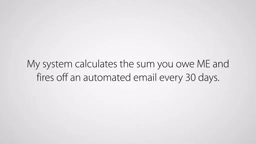 My system calculates the sum you owe ME and
fires off an automated email every 30 days.